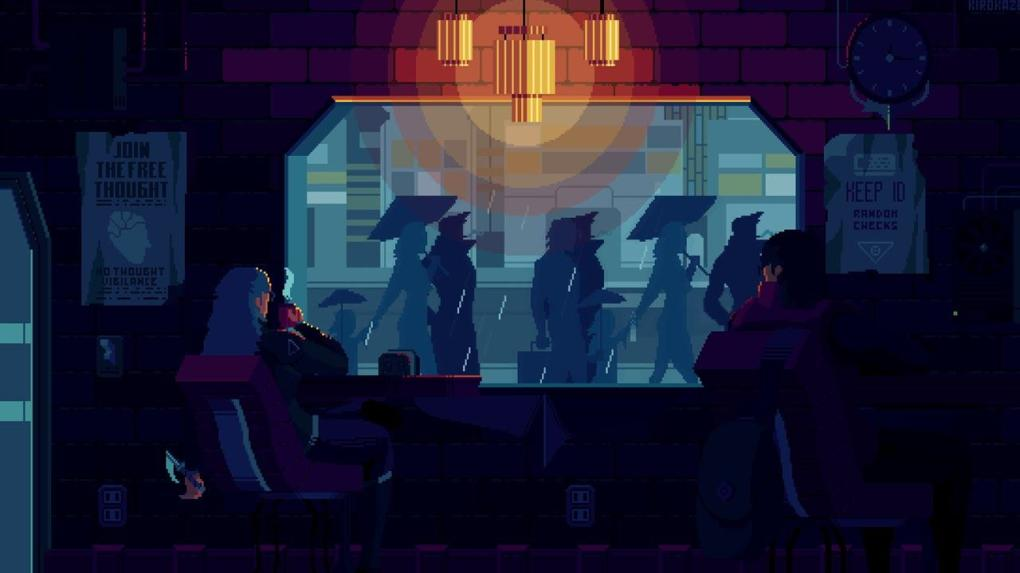 KIROKAZE
JOIN
THE FREE
THOUGHT
NO THOUGHT
VIGILANCE
KEEP ID
RANDOM
CHECKS